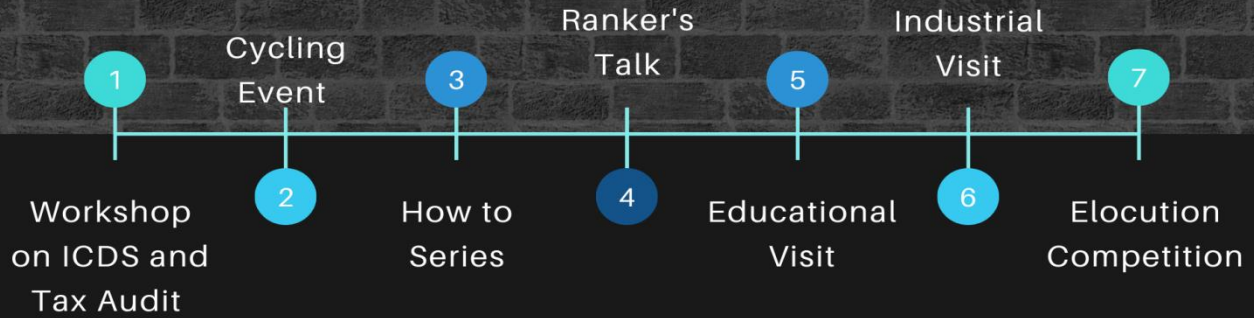 1
Workshop
on ICDS and
Tax Audit
Cycling
Event
2
3
How to
Series
Ranker's
Talk
4
5
Educational
Visit
Industrial
Visit
6
7
Elocution
Competition